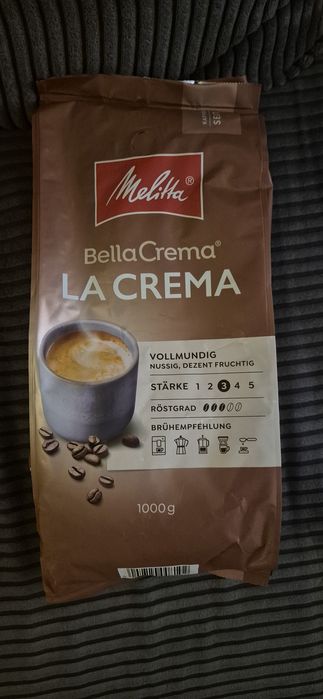 Melitta®
BellaCrema®
LA CREMA
VOLLMUNDIG
NUSSIG, DEZENT FRUCHTIG
STÄRKE 1 2 3 4 5
RÖSTGRAD
BRÜHEMPFEHLUNG
1000g